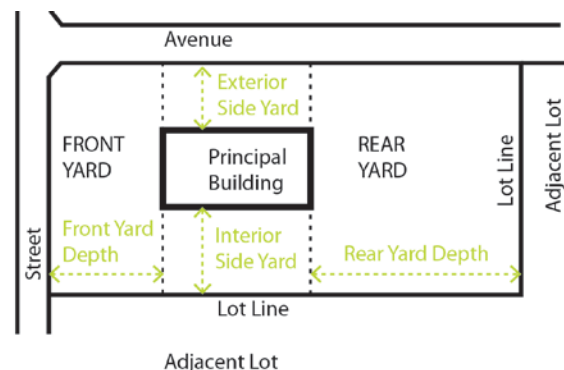 Avenue
Exterior
Side Yard
FRONT
YARD
Principal
Building
REAR
YARD
Lot Line
Adjacent Lot
Street
Front Yard
Depth
Interior
Side Yard
Rear Yard Depth
Lot Line
Adjacent Lot